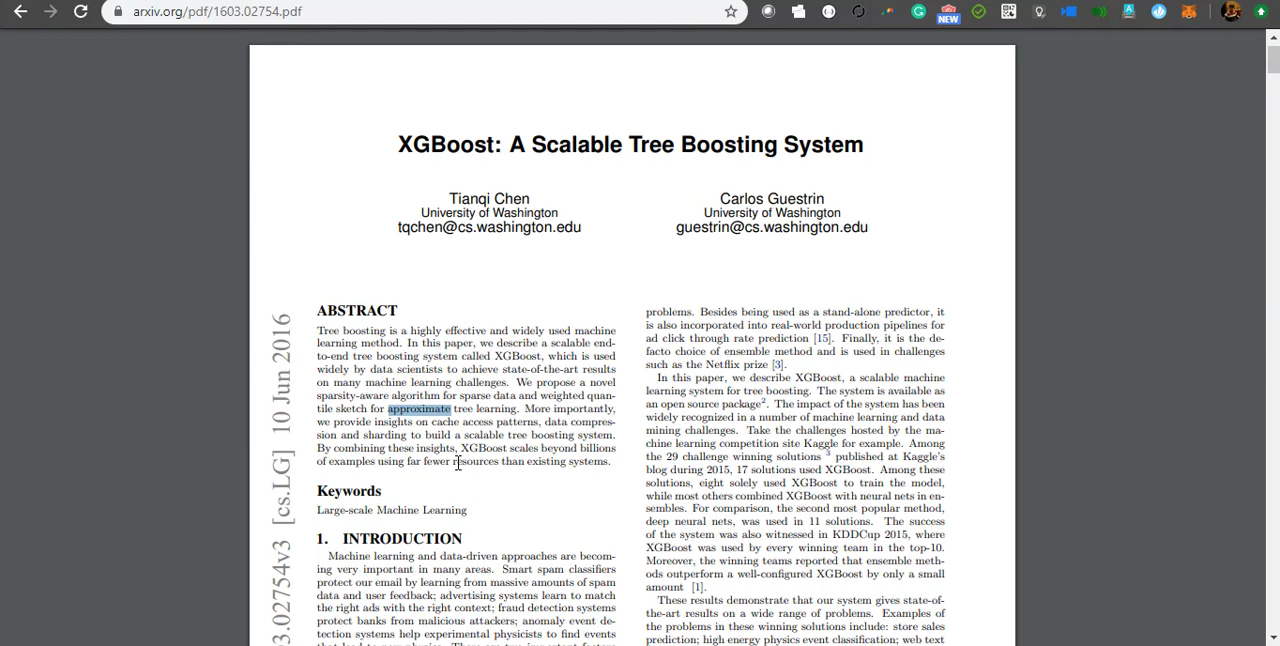 arxiv.org/pdf/1603.02754.pdf
NEW
XGBoost: A Scalable Tree Boosting System
Tianqi Chen
University of Washington
tqchen@cs.washington.edu
Carlos Guestrin
University of Washington
guestrin@cs.washington.edu
3.02754v3 [cs.LG] 10 Jun 2016
ABSTRACT
Tree boosting is a highly effective and widely used machine
learning method. In this paper, we describe a scalable end-
to-end tree boosting system called XGBoost, which is used
widely by data scientists to achieve state-of-the-art results
on many machine learning challenges. We propose a novel
sparsity-aware algorithm for sparse data and weighted quan-
tile sketch for approximate tree learning. More importantly,
we provide insights on cache access patterns, data compres-
sion and sharding to build a scalable tree boosting system.
By combining these insights, XGBoost scales beyond billions
of examples using far fewer resources than existing systems.
Keywords
Large-scale Machine Learning
1. INTRODUCTION
Machine learning and data-driven approaches are becom-
ing very important in many areas. Smart spam classifiers
protect our email by learning from massive amounts of spam
data and user feedback; advertising systems learn to match
the right ads with the right context; fraud detection systems
protect banks from malicious attackers; anomaly event de-
tection systems help experimental physicists to find events
that lead to new physics. There are two important factors
problems. Besides being used as a stand-alone predictor, it
is also incorporated into real-world production pipelines for
ad click through rate prediction [15]. Finally, it is the de-
facto choice of ensemble method and is used in challenges
such as the Netflix prize [3].
In this paper, we describe XGBoost, a scalable machine
learning system for tree boosting. The system is available as
an open source package2. The impact of the system has been
widely recognized in a number of machine learning and data
mining challenges. Take the challenges hosted by the ma-
chine learning competition site Kaggle for example. Among
the 29 challenge winning solutions 3 published at Kaggle's
blog during 2015, 17 solutions used XGBoost. Among these
solutions, eight solely used XGBoost to train the model,
while most others combined XGBoost with neural nets in en-
sembles. For comparison, the second most popular method,
deep neural nets, was used in 11 solutions. The success
of the system was also witnessed in KDDCup 2015, where
XGBoost was used by every winning team in the top-10.
Moreover, the winning teams reported that ensemble meth-
ods outperform a well-configured XGBoost by only a small
amount [1].
These results demonstrate that our system gives state-of-
the-art results on a wide range of problems. Examples of
the problems in these winning solutions include: store sales
prediction; high energy physics event classification; web text